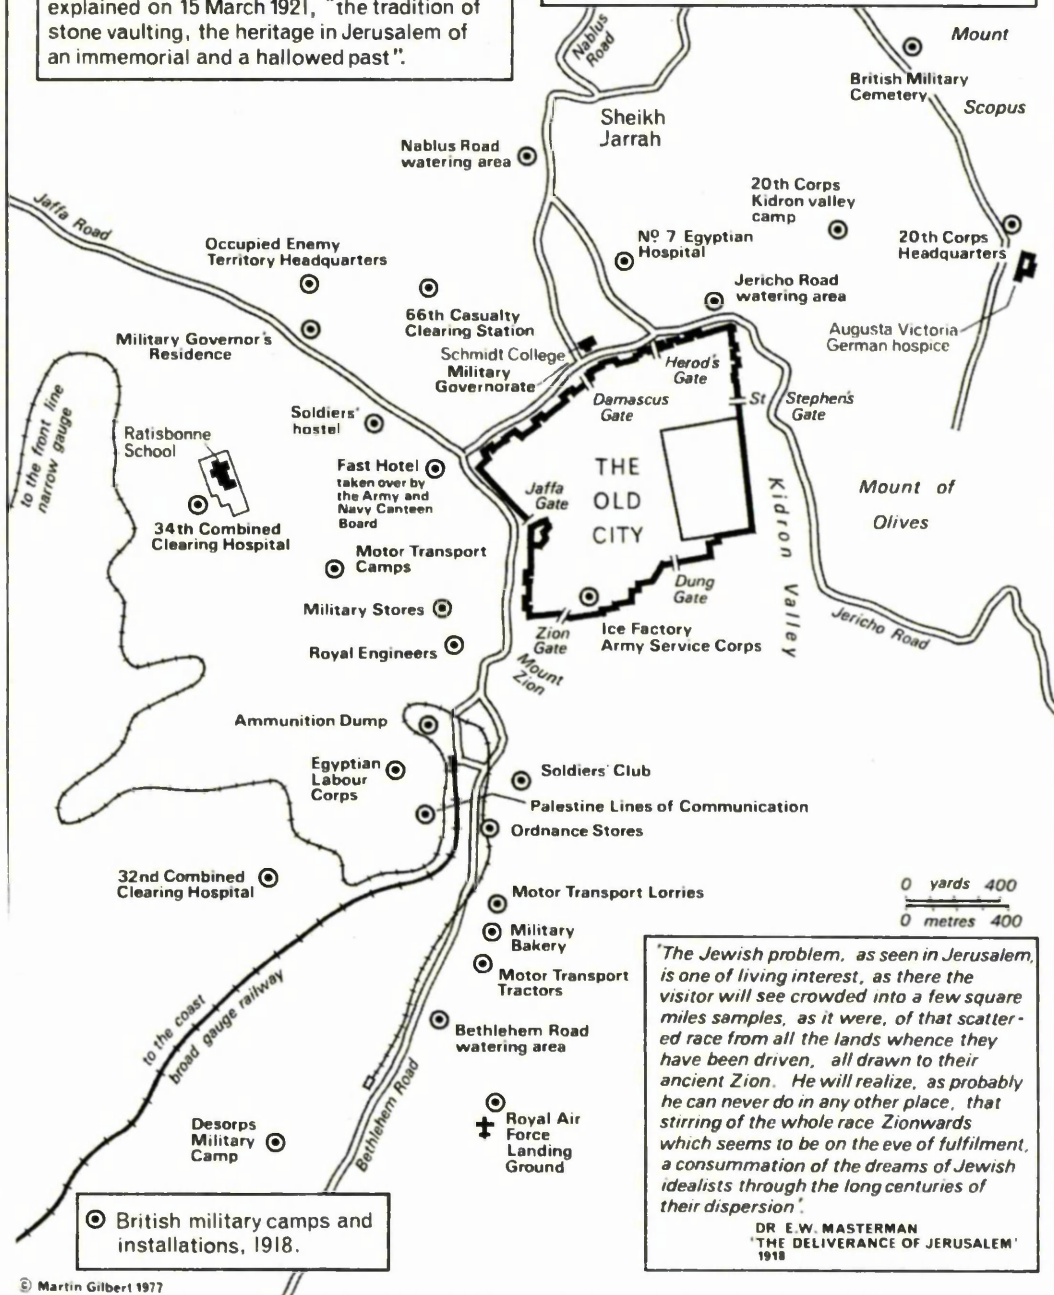 explained on 15 March 1921, "the tradition of
stone vaulting, the heritage in Jerusalem of
an immemorial and a hallowed past".
Nablus
Road
Mount
Scopus
British Military
Cemetery
Sheikh
Jarrah
Nablus Road
watering area
Jaffa Road
20th Corps
Kidron valley
camp
Occupied Enemy
Territory Headquarters
Nº 7 Egyptian
Hospital
20th Corps
Headquarters
Jericho Road
watering area
66th Casualty
Clearing Station
Military Governor's
Residence
Augusta Victoria
German hospice
Schmidt College
Military
Governorate
Herod's
Gate
Damascus
Gate
St Stephen's
Gate
to the front line
narrow gauge
Soldiers'
hostel
Ratisbonne
School
Fast Hotel
taken over by
the Army and
Navy Canteen
Board
THE
OLD
CITY
Jaffa
Gate
Kidron Valley
Mount of
Olives
34th Combined
Clearing Hospital
Motor Transport
Camps
Dung
Gate
Military Stores
Zion
Gate
Ice Factory
Army Service Corps
Jericho Road
Royal Engineers
Mount
Zion
Ammunition Dump
Egyptian
Labour
Corps
Soldiers' Club
Palestine Lines of Communication
Ordnance Stores
32nd Combined
Clearing Hospital
Motor Transport Lorries
0 yards 400
0 metres 400
Military
Bakery
Motor Transport
Tractors
to the coast
broad gauge railway
Bethlehem Road
watering area
Bethlehem Road
Royal Air
Force
Landing
Ground
Desorps
Military
Camp
'The Jewish problem, as seen in Jerusalem,
is one of living interest, as there the
visitor will see crowded into a few square
miles samples, as it were, of that scatter-
ed race from all the lands whence they
have been driven, all drawn to their
ancient Zion. He will realize, as probably
he can never do in any other place, that
stirring of the whole race Zionwards
which seems to be on the eve of fulfilment,
a consummation of the dreams of Jewish
idealists through the long centuries of
their dispersion'.
DR E.W. MASTERMAN
'THE DELIVERANCE OF JERUSALEM'
1918
British military camps and
installations, 1918.
© Martin Gilbert 1977